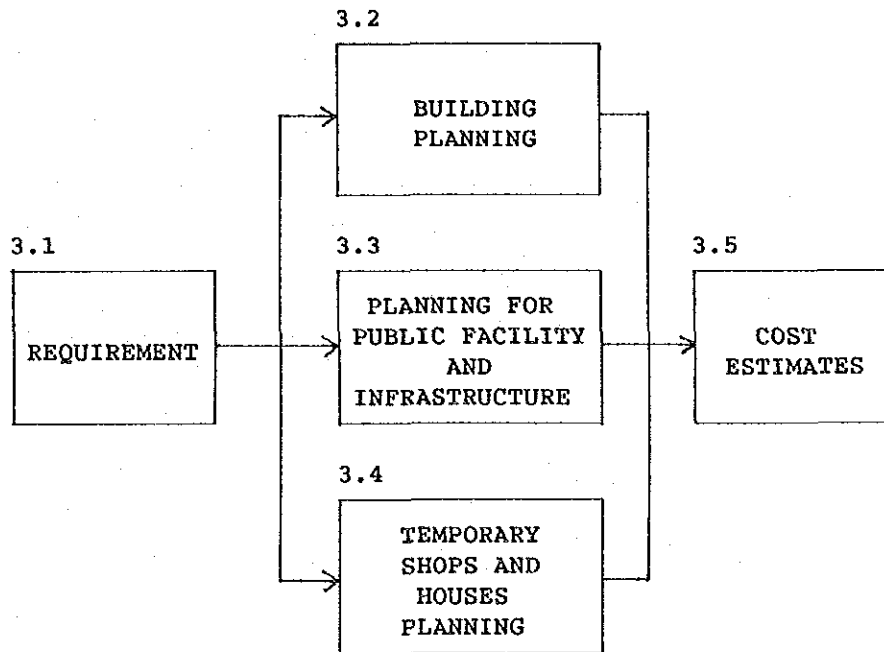 3.2
BUILDING
PLANNING
3.1
REQUIREMENT
3.3
PLANNING FOR
PUBLIC FACILITY
AND
INFRASTRUCTURE
3.5
COST
ESTIMATES
3.4
TEMPORARY
SHOPS AND
HOUSES
PLANNING